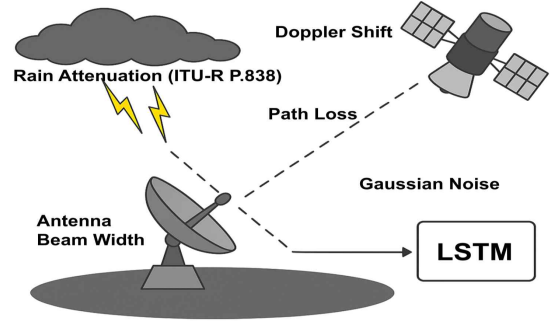 Doppler Shift
Rain Attenuation (ITU-R P.838)
Path Loss
Gaussian Noise
Antenna
Beam Width
LSTM